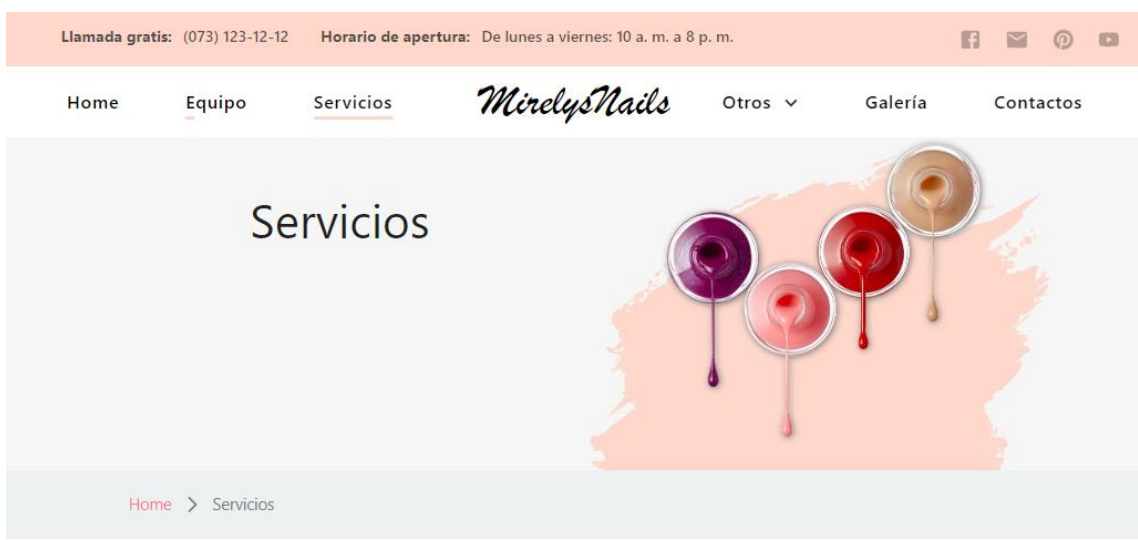 Llamada gratis: (073) 123-12-12 Horario de apertura: De lunes a viernes: 10 a. m. a 8 p. m.
Home Equipo Servicios MirelysNails Otros Galería Contactos
Servicios
Home > Servicios